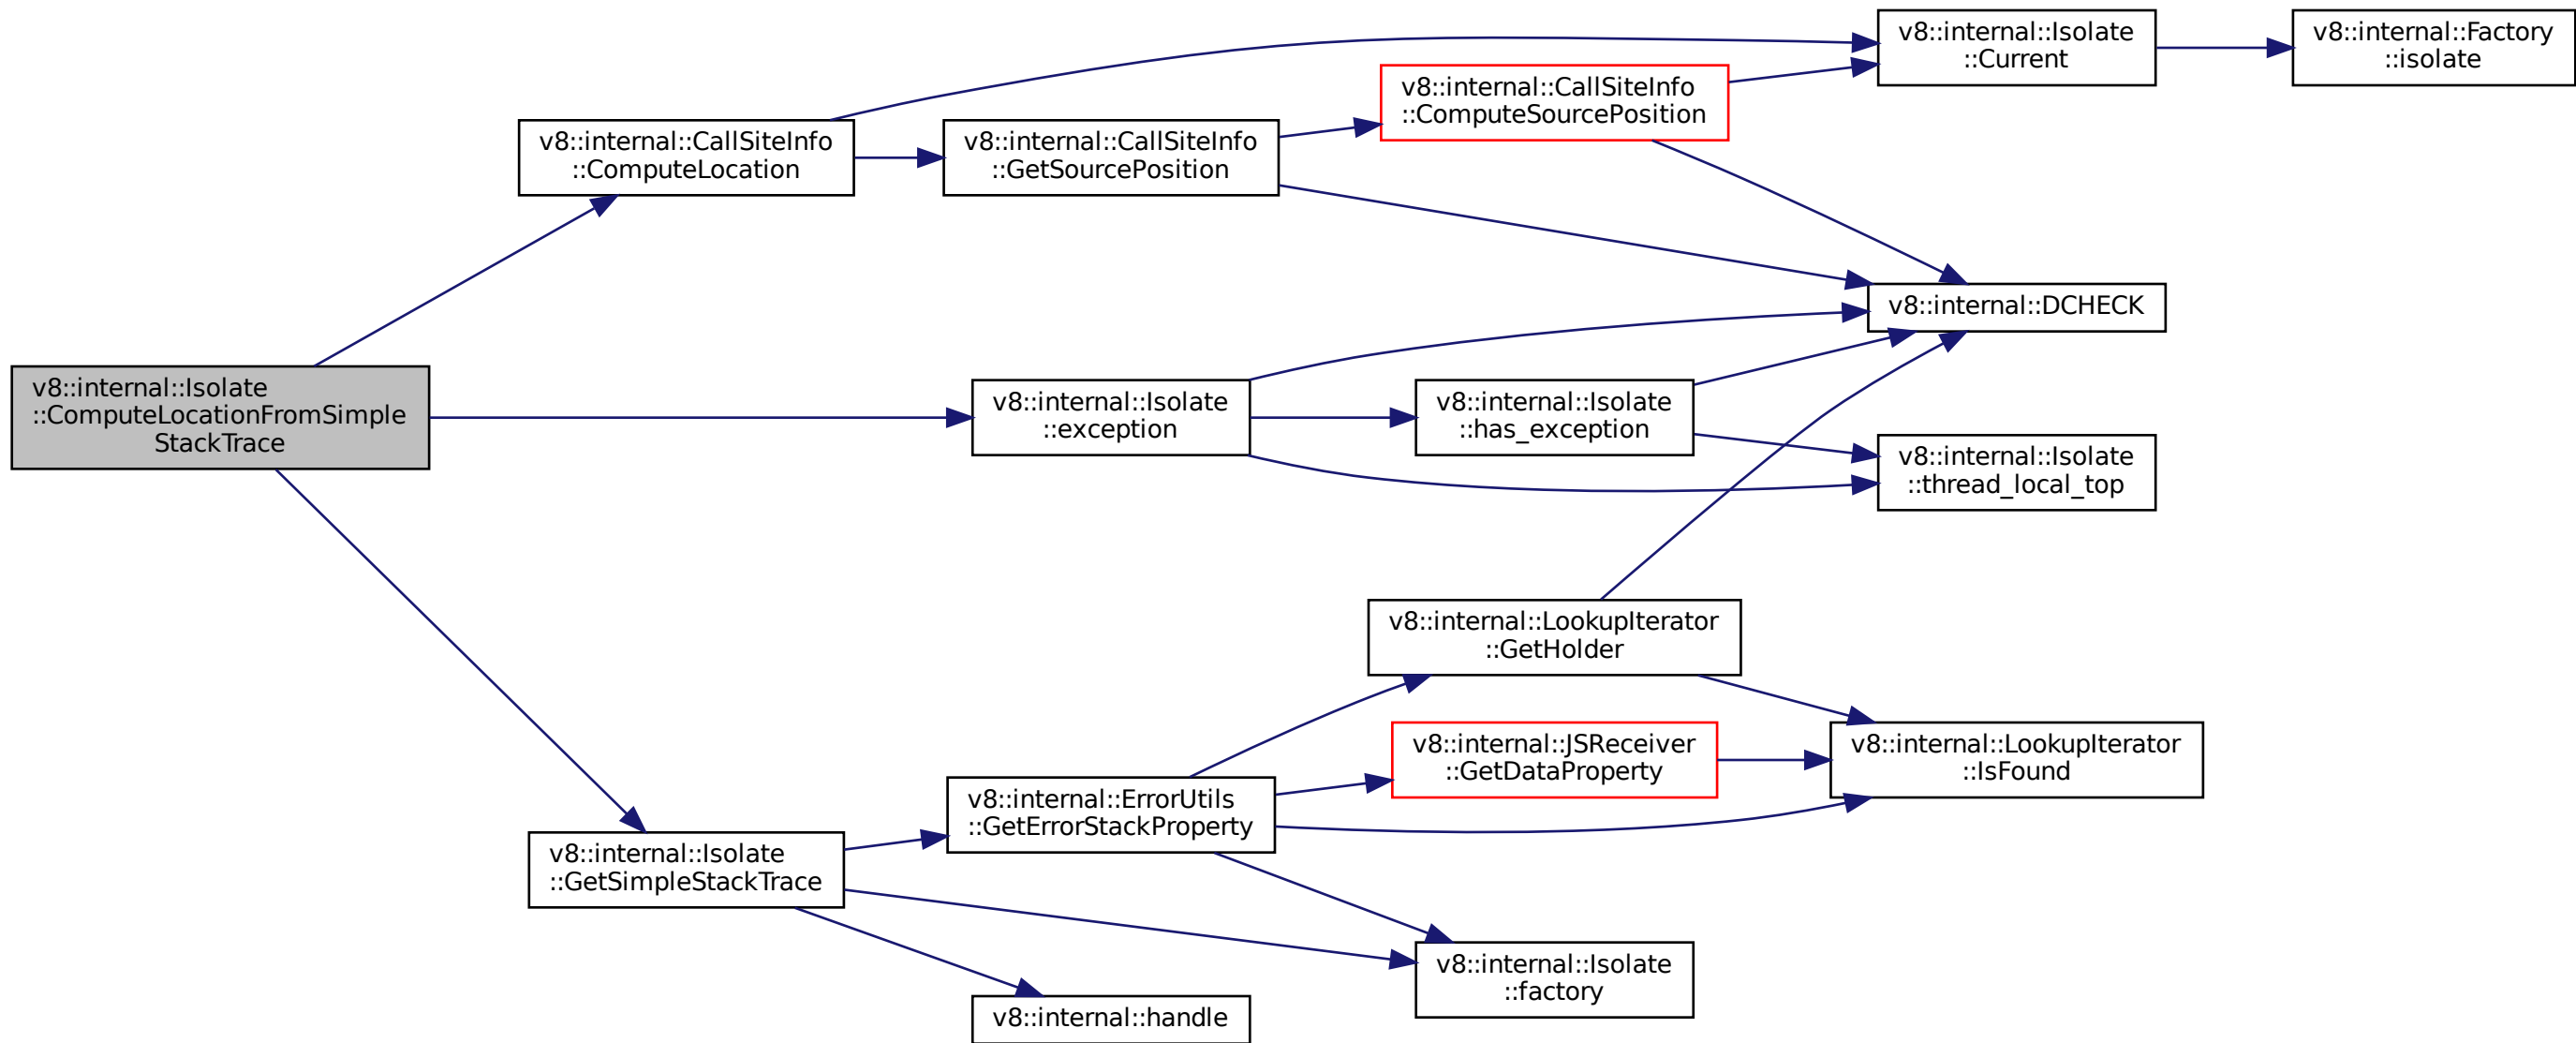 v8::internal::Isolate
::ComputeLocationFromSimple
StackTrace
v8::internal::CallSiteInfo
::ComputeLocation
v8::internal::CallSiteInfo
::GetSourcePosition
v8::internal::CallSiteInfo
::ComputeSourcePosition
v8::internal::Isolate
::Current
v8::internal::Factory
::isolate
v8::internal::DCHECK
v8::internal::Isolate
::exception
v8::internal::Isolate
::has_exception
v8::internal::Isolate
::thread_local_top
v8::internal::LookupIterator
::GetHolder
v8::internal::JSReceiver
::GetDataProperty
v8::internal::LookupIterator
::IsFound
v8::internal::ErrorUtils
::GetErrorStackProperty
v8::internal::Isolate
::GetSimpleStackTrace
v8::internal::Isolate
::factory
v8::internal::handle